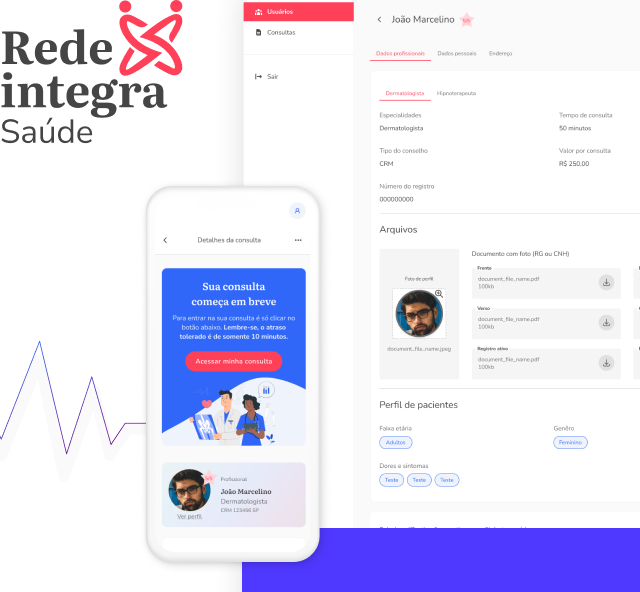 Rede
integra
Saúde
Usuários
Consultas
Sair
João Marcelino
Dados profissionais Dados pessoais Endereço
Dermatologista Hipnoterapeuta
Especialidades Tempo de consulta
Dermatologista 50 minutos
Tipo do conselho Valor por consulta
CRM R$ 250,00
Número do registro
000000000
Arquivos
Documento com foto (RG ou CNH)
Foto de perfil
document_file_name.jpeg
Frente
document_file_name.pdf
100kb
Verso
document_file_name.pdf
100kb
Registro ativo
document_file_name.pdf
100kb
Perfil de pacientes
Faixa etária Genêro
Adultos Feminino
Dores e sintomas
Teste Teste Teste
Detalhes da consulta
Sua consulta
começa em breve
Para entrar na sua consulta é só clicar no
botão abaixo. Lembre-se, o atraso
tolerado é de somente 10 minutos.
Acessar minha consulta
Profissional
João Marcelino
Dermatologista
CRM 123456 SP
Ver perfil